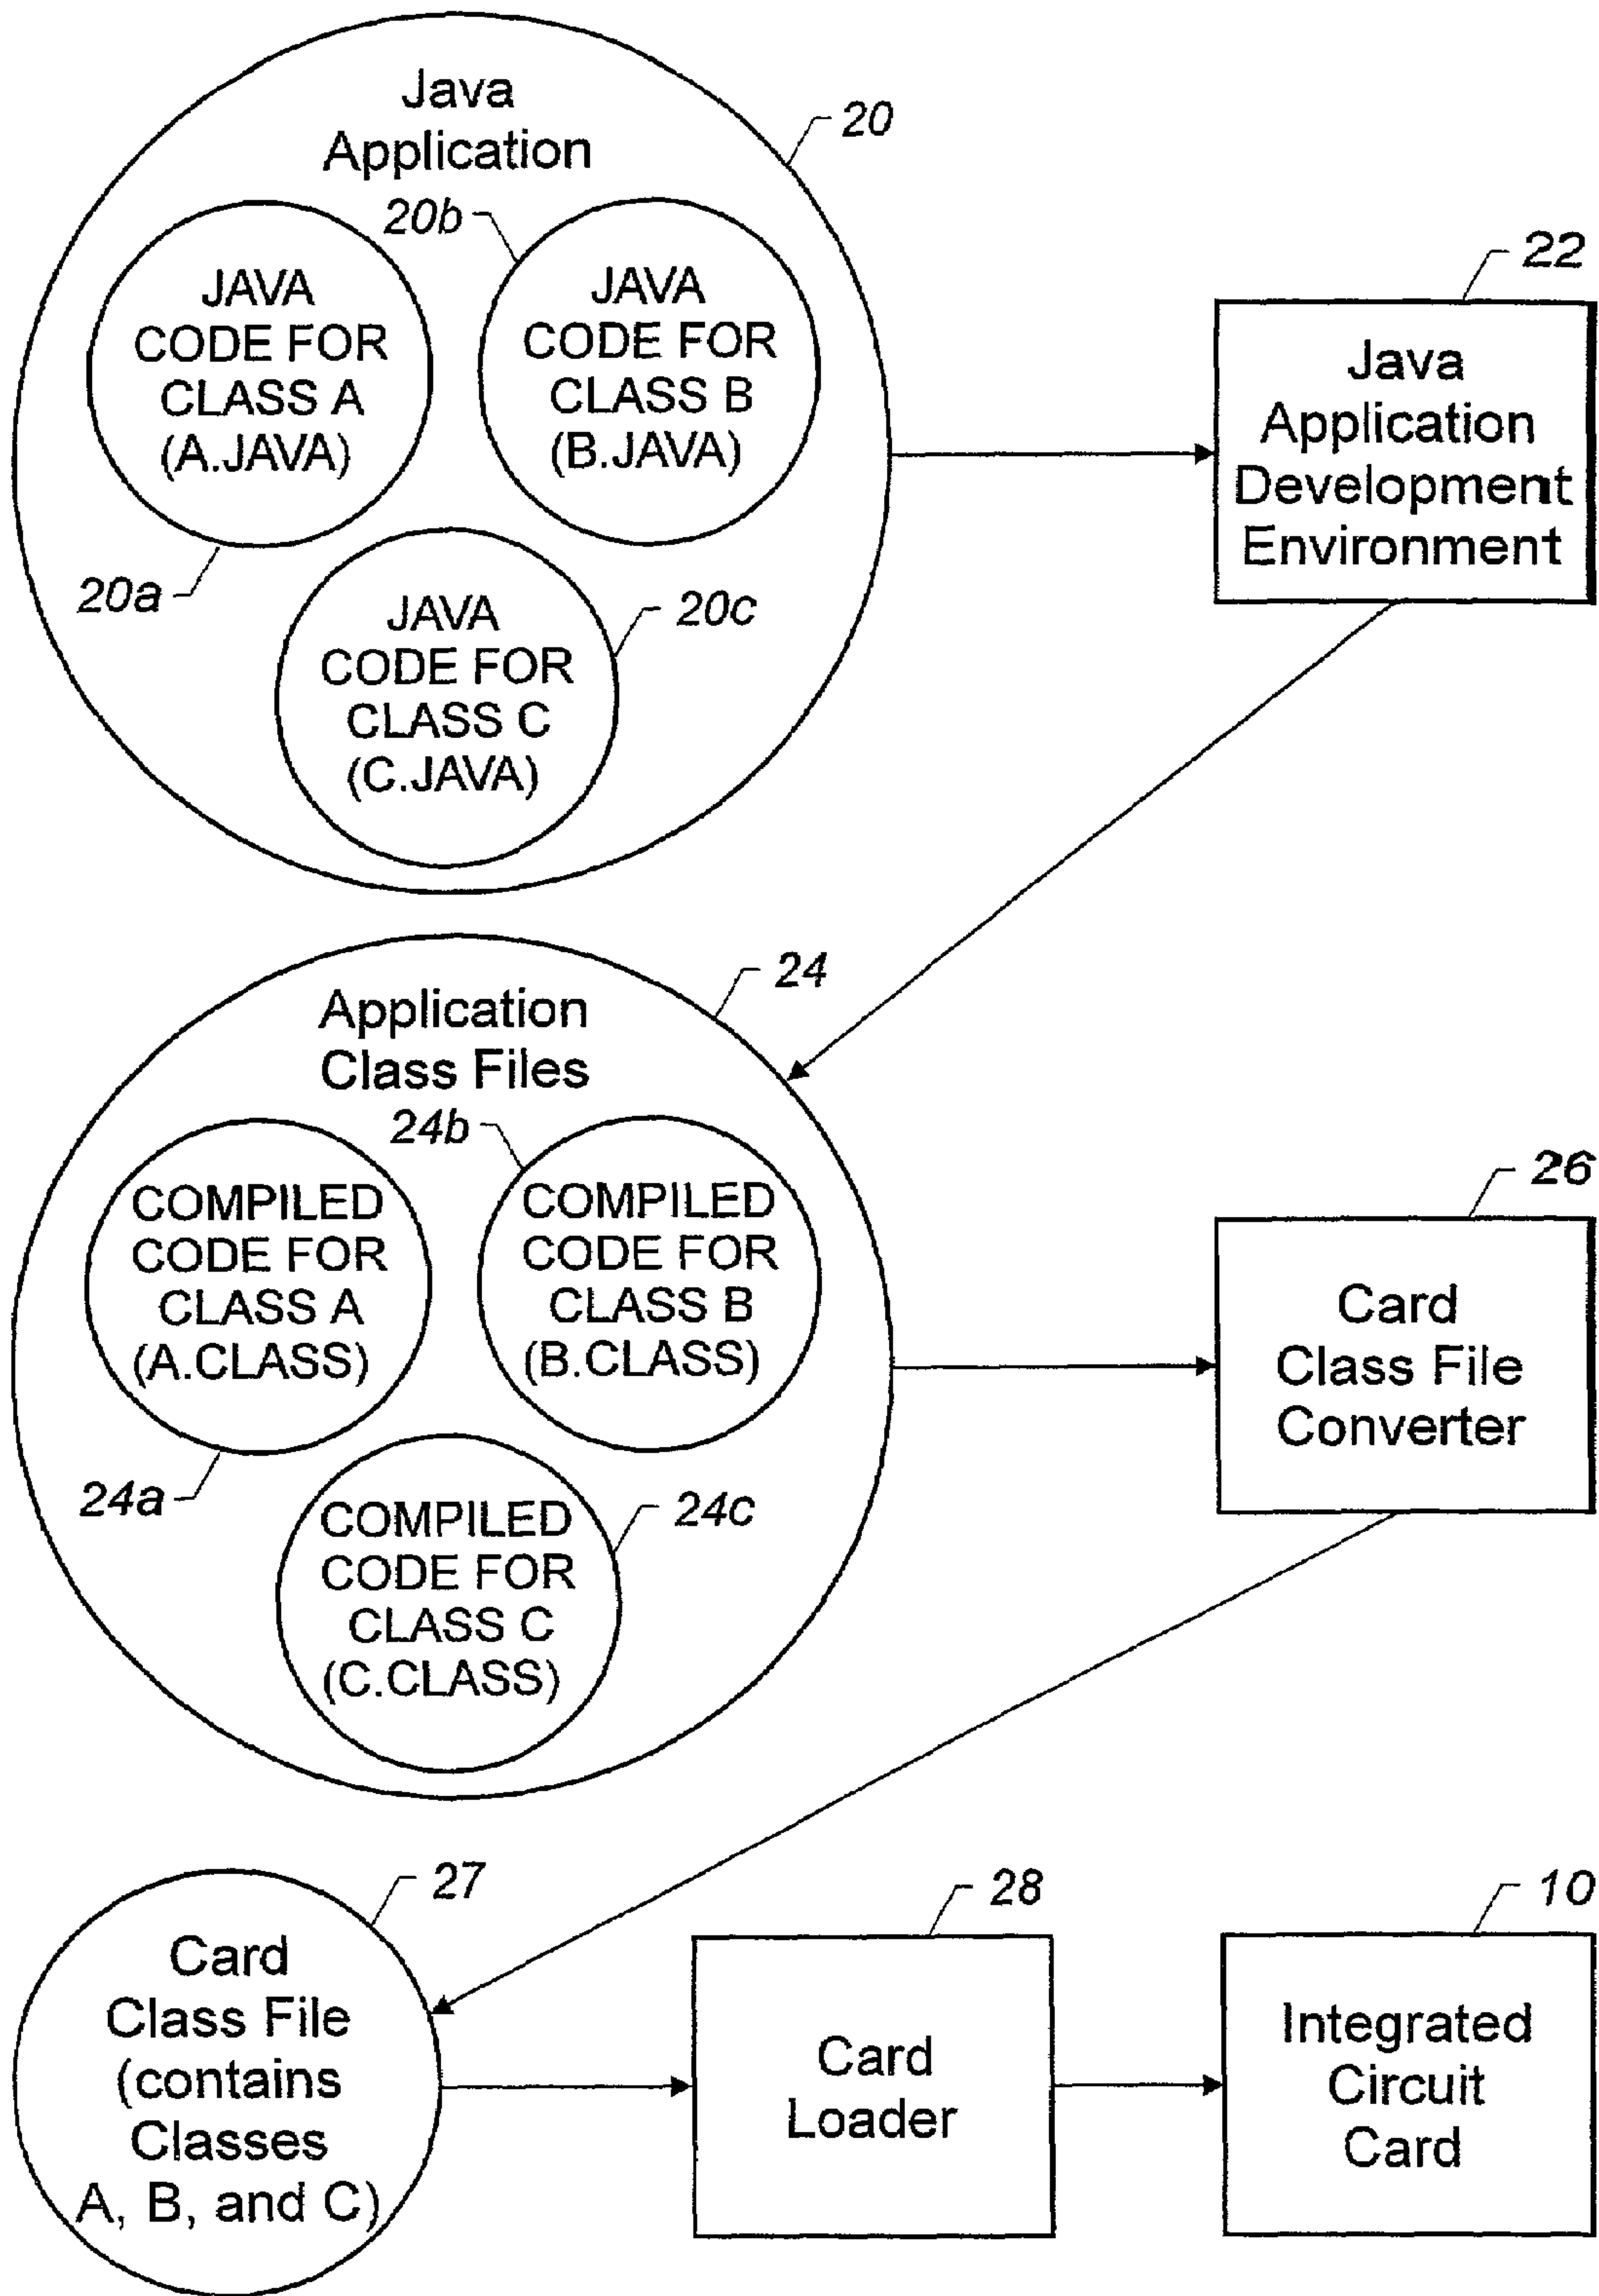 Java
Application
20
20b
JAVA
CODE FOR
CLASS A
(A.JAVA)
JAVA
CODE FOR
CLASS B
(B.JAVA)
20a
JAVA
CODE FOR
CLASS C
(C.JAVA)
20c
22
Java
Application
Development
Environment
24
Application
Class Files
24b
COMPILED
CODE FOR
CLASS A
(A.CLASS)
COMPILED
CODE FOR
CLASS B
(B.CLASS)
24a
COMPILED
CODE FOR
CLASS C
(C.CLASS)
24c
26
Card
Class File
Converter
27
Card
Class File
(contains
Classes
A, B, and C)
28
Card
Loader
10
Integrated
Circuit
Card